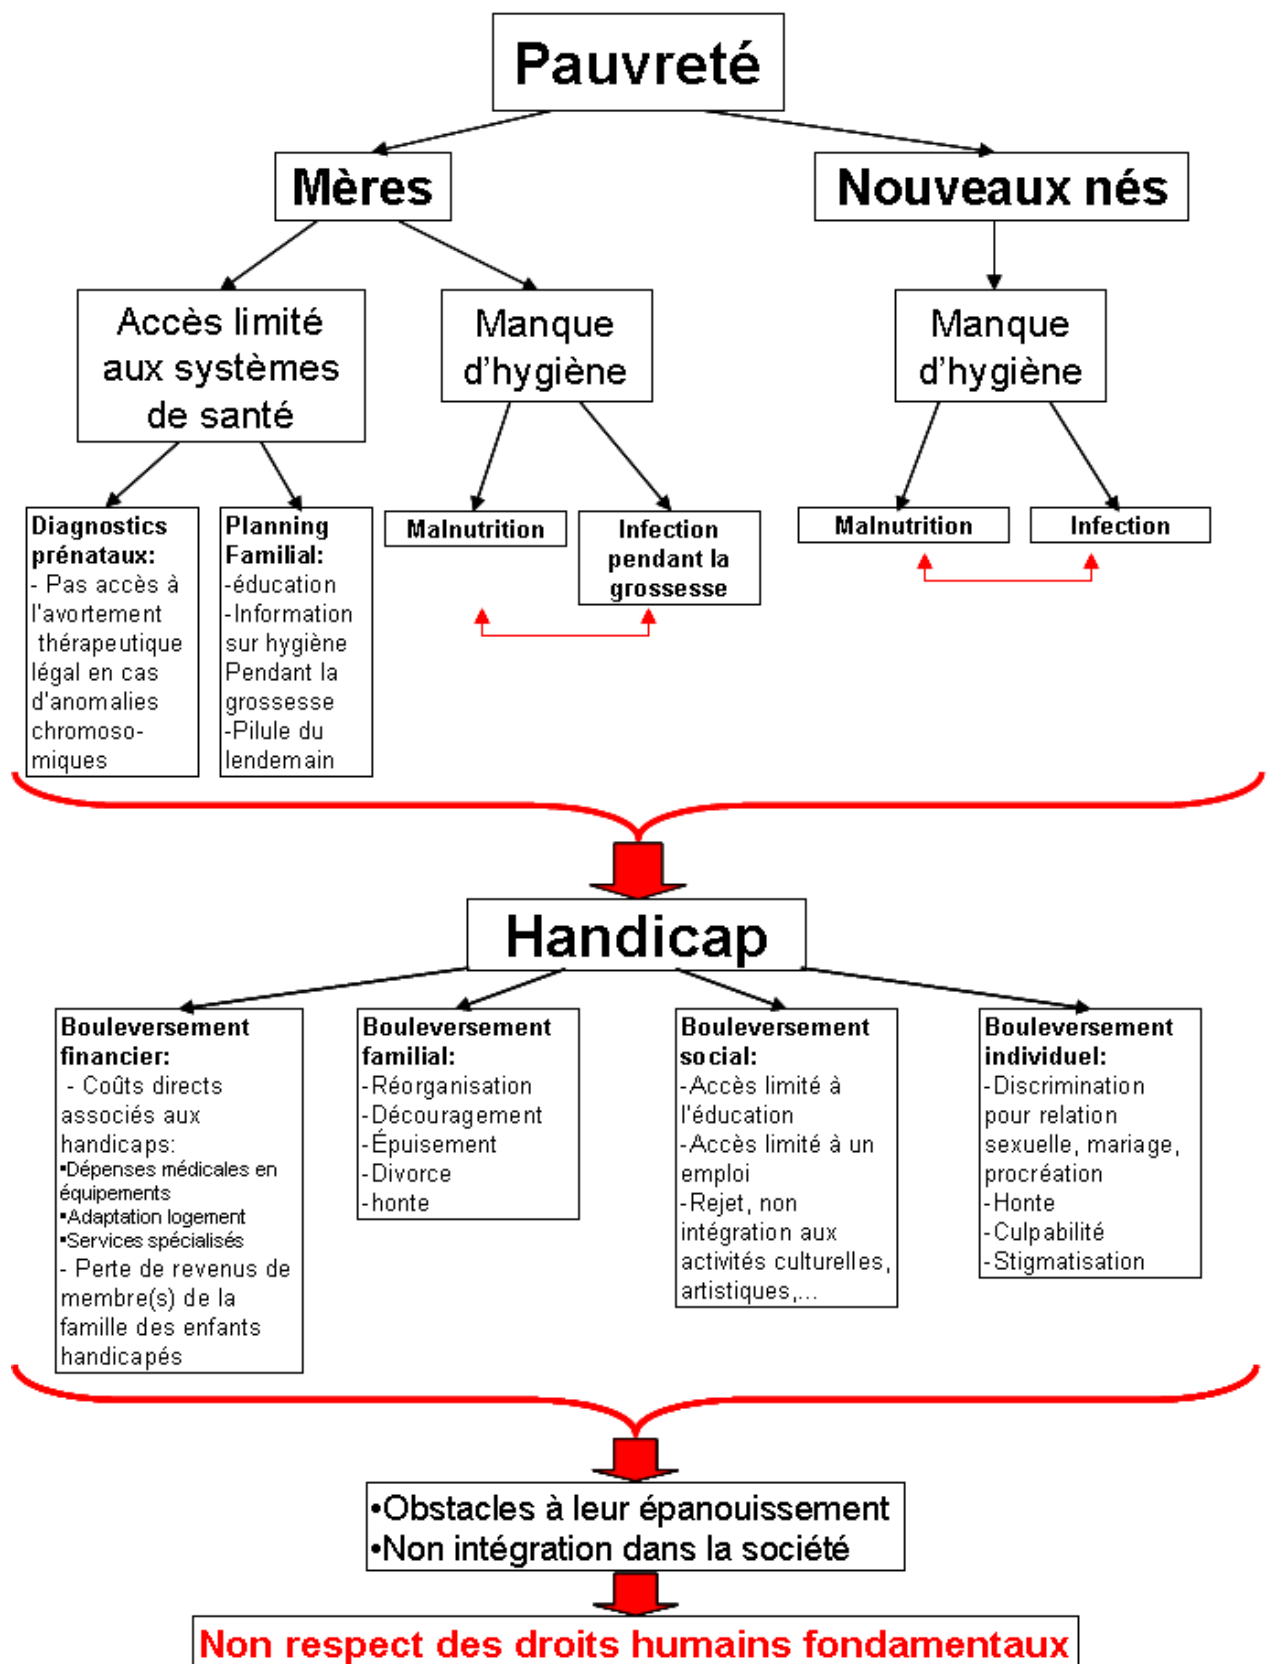 Pauvreté
Mères
Nouveaux nés
Accès limité
aux systèmes
de santé
Manque
d'hygiène
Manque
d'hygiène
Diagnostics
prénataux:
- Pas accès à
l'avortement
thérapeutique
légal en cas
d'anomalies
chromoso-
miques
Planning
Familial:
-éducation
-Information
sur hygiène
Pendant la
grossesse
-Pilule du
lendemain
Malnutrition
Infection
pendant la
grossesse
Malnutrition
Infection
Handicap
Bouleversement
financier:
- Coûts directs
associés aux
handicaps:
▪Dépenses médicales en
équipements
▪Adaptation logement
▪Services spécialisés
- Perte de revenus de
membre(s) de la
famille des enfants
handicapés
Bouleversement
familial:
-Réorganisation
-Découragement
-Épuisement
-Divorce
-honte
Bouleversement
social:
-Accès limité à
l'éducation
-Accès limité à un
emploi
-Rejet, non
intégration aux
activités culturelles,
artistiques,...
Bouleversement
individuel:
-Discrimination
pour relation
sexuelle, mariage,
procréation
-Honte
-Culpabilité
-Stigmatisation
•Obstacles à leur épanouissement
•Non intégration dans la société
Non respect des droits humains fondamentaux